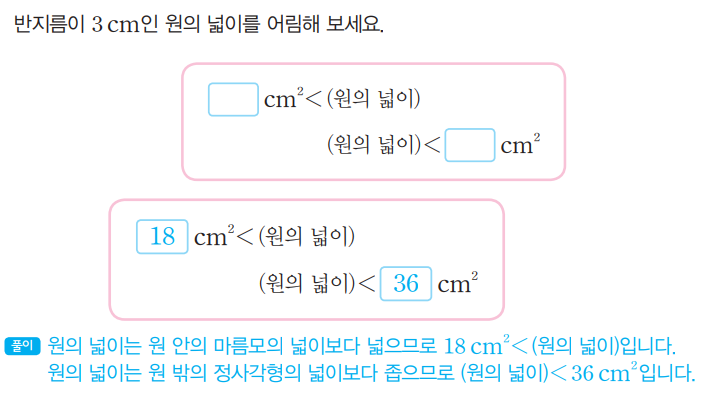 반지름이 3 cm인 원의 넓이를 어림해 보세요.
cm²<(원의 넓이)
(원의 넓이)< cm²
18 cm²<(원의 넓이)
(원의 넓이)< 36 cm²
풀이 원의 넓이는 원 안의 마름모의 넓이보다 넓으므로 18 cm²<(원의 넓이)입니다.
원의 넓이는 원 밖의 정사각형의 넓이보다 좁으므로 (원의 넓이)<36 cm²입니다.